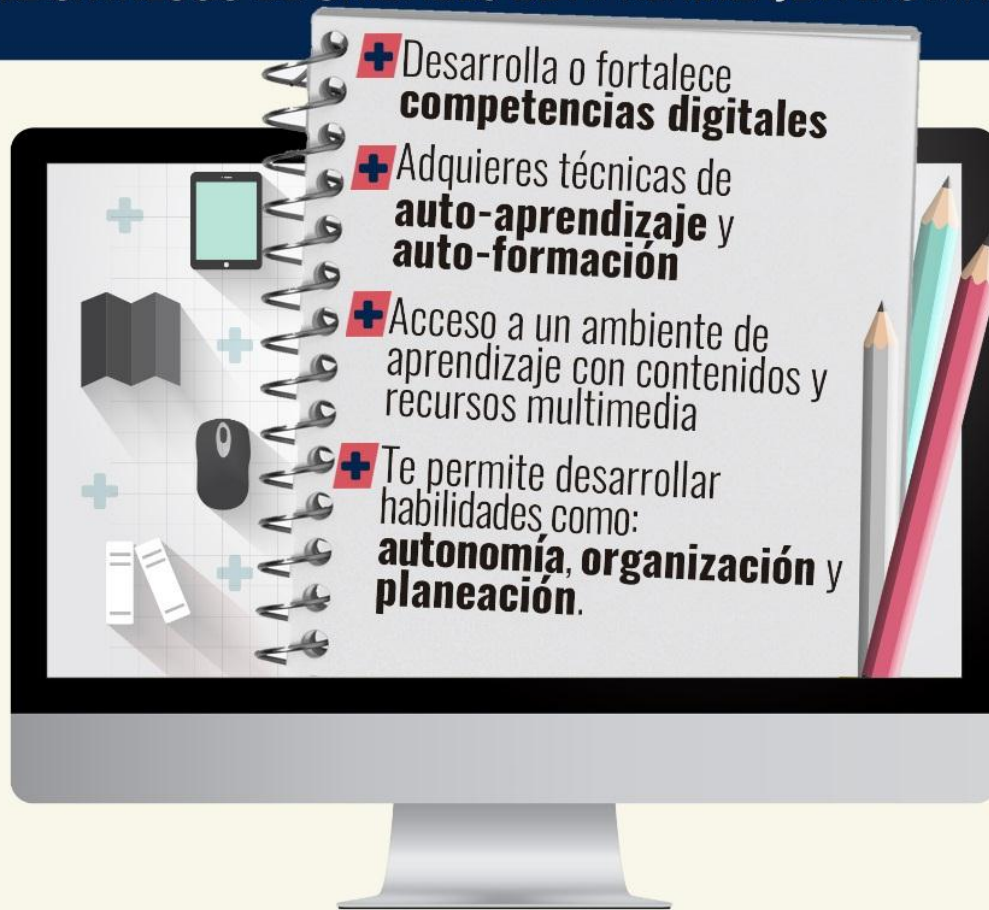 Desarrolla o fortalece
competencias digitales
Adquieres técnicas de
auto-aprendizaje y
auto-formación
Acceso a un ambiente de
aprendizaje con contenidos y
recursos multimedia
Te permite desarrollar
habilidades como:
autonomía, organización y
planeación.